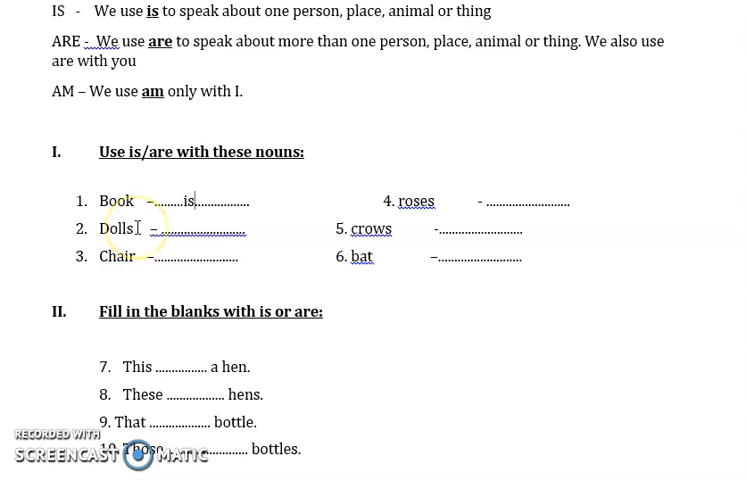 IS - We use is to speak about one person, place, animal or thing
ARE - We use are to speak about more than one person, place, animal or thing. We also use
are with you
AM – We use am only with I.
I. Use is/are with these nouns:
1. Book –........is................ 4. roses - ...........................
2. Dolls –........................... 5. crows -...........................
3. Chair –........................... 6. bat –...........................
II. Fill in the blanks with is or are:
7. This ................ a hen.
8. These .................. hens.
9. That ................... bottle.
10. Those ................... bottles.
RECORDED WITH
SCREENCAST MATIC